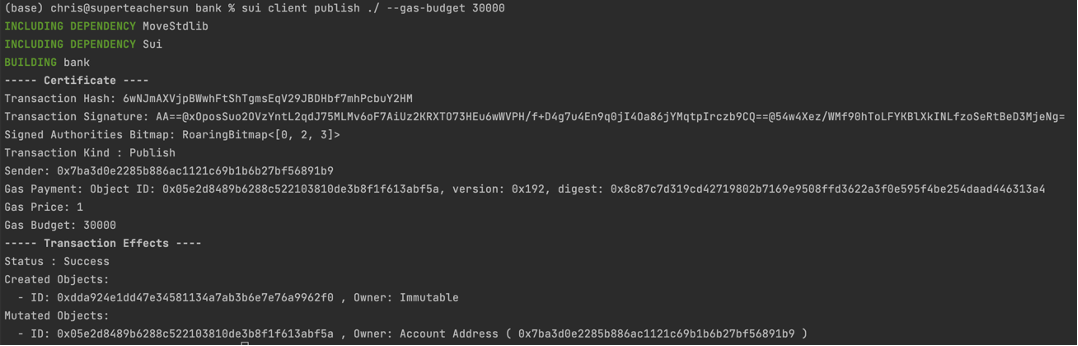 (base) chris@superteachersun bank % sui client publish ./ --gas-budget 30000
INCLUDING DEPENDENCY MoveStdlib
INCLUDING DEPENDENCY Sui
BUILDING bank
----- Certificate ----
Transaction Hash: 6wNJmAXVjpBWwhFtShTgmsEqV29JBDHbf7mhPcbuY2HM
Transaction Signature: AA==@xOposSuo2OVzYntL2qdJ75MLMv6oF7AiUz2KRXTO73HEu6wWVPH/f+D4g7u4En9q0jI4Oa86jYMqtpIrczb9CQ==@54w4Xez/WMf90hToLFYKBlXkINLfzoSeRtBeD3MjeNg=
Signed Authorities Bitmap: RoaringBitmap<[0, 2, 3]>
Transaction Kind : Publish
Sender: 0x7ba3d0e2285b886ac1121c69b1b6b27bf56891b9
Gas Payment: Object ID: 0x05e2d8489b6288c522103810de3b8f1f613abf5a, version: 0x192, digest: 0x8c87c7d319cd42719802b7169e9508ffd3622a3f0e595f4be254daad446313a4
Gas Price: 1
Gas Budget: 30000
----- Transaction Effects ----
Status : Success
Created Objects:
  - ID: 0xdda924e1dd47e34581134a7ab3b6e7e76a9962f0 , Owner: Immutable
Mutated Objects:
  - ID: 0x05e2d8489b6288c522103810de3b8f1f613abf5a , Owner: Account Address ( 0x7ba3d0e2285b886ac1121c69b1b6b27bf56891b9 )